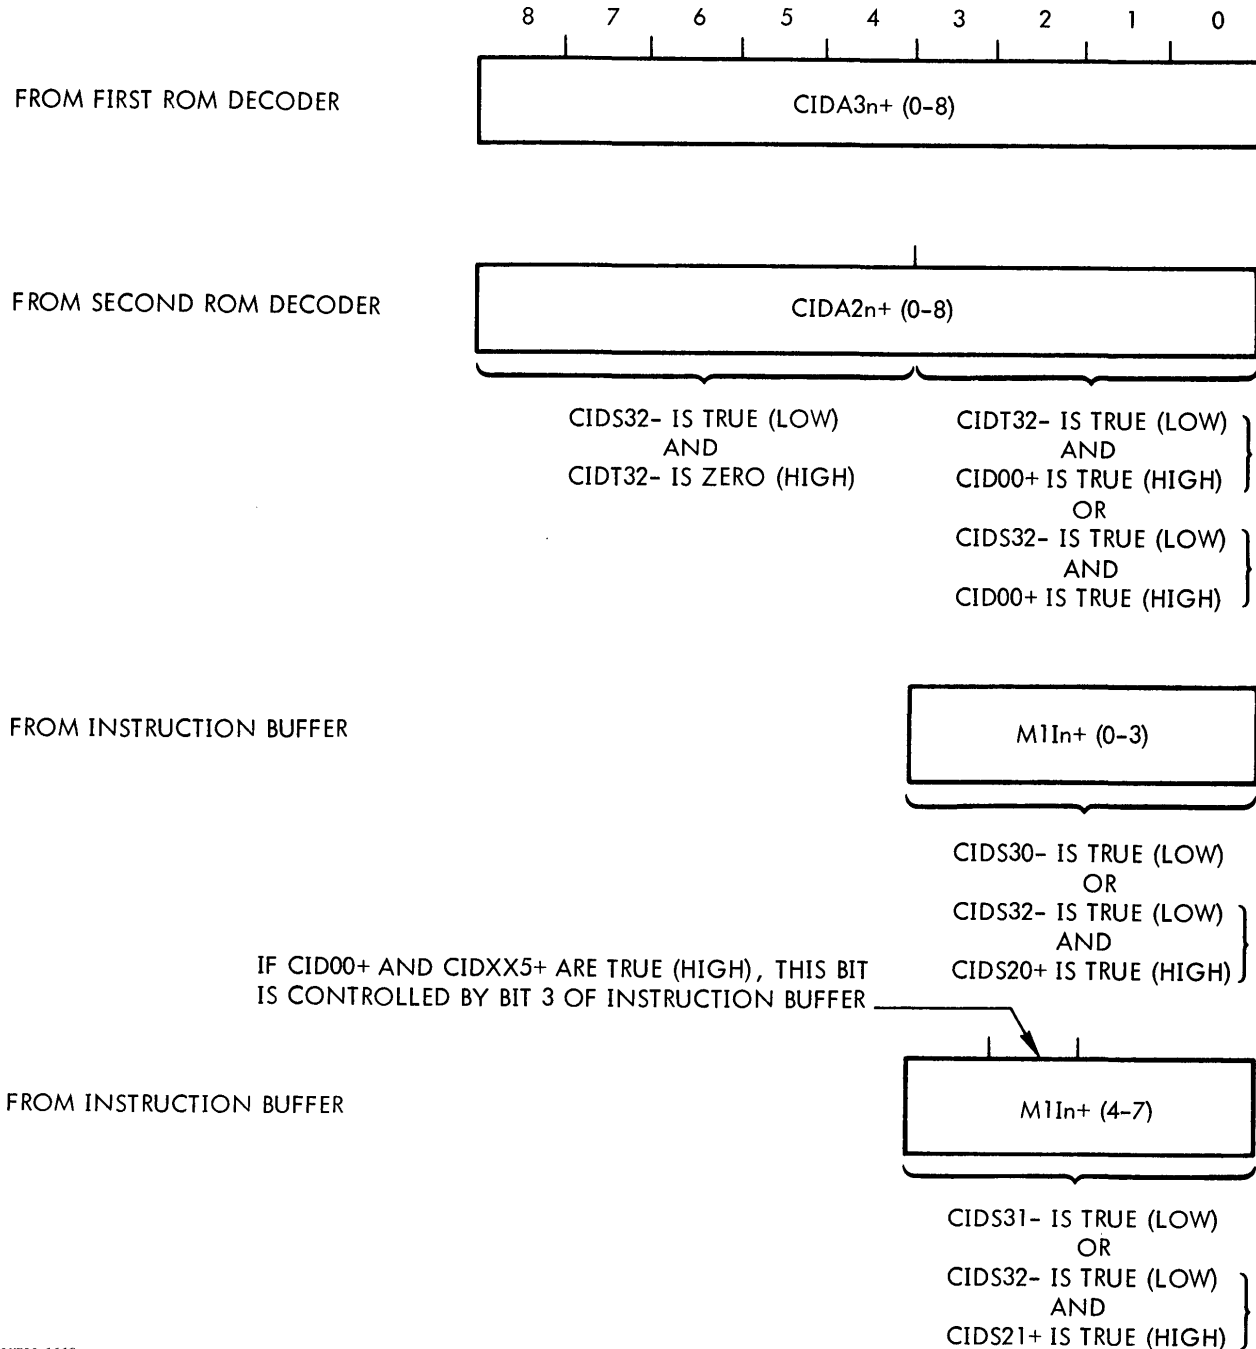 8 7 6 5 4 3 2 1 0
FROM FIRST ROM DECODER
CIDA3n+ (0-8)
FROM SECOND ROM DECODER
CIDA2n+ (0-8)
CIDS32- IS TRUE (LOW)
AND
CIDT32- IS ZERO (HIGH)
CIDT32- IS TRUE (LOW)
AND
CID00+ IS TRUE (HIGH)
OR
CIDS32- IS TRUE (LOW)
AND
CID00+ IS TRUE (HIGH)
FROM INSTRUCTION BUFFER
M1In+ (0-3)
CIDS30- IS TRUE (LOW)
OR
CIDS32- IS TRUE (LOW)
AND
CIDS20+ IS TRUE (HIGH)
IF CID00+ AND CIDXX5+ ARE TRUE (HIGH), THIS BIT
IS CONTROLLED BY BIT 3 OF INSTRUCTION BUFFER
FROM INSTRUCTION BUFFER
M1In+ (4-7)
CIDS31- IS TRUE (LOW)
OR
CIDS32- IS TRUE (LOW)
AND
CIDS21+ IS TRUE (HIGH)